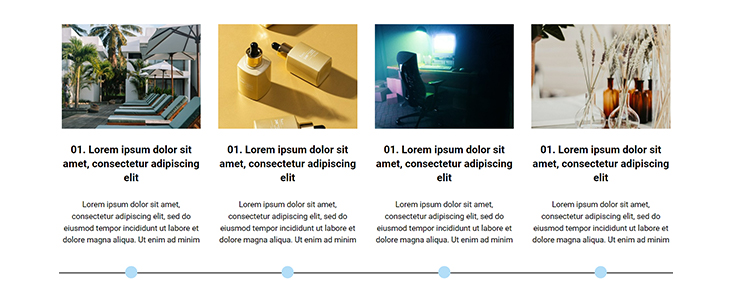 01. Lorem ipsum dolor sit
amet, consectetur adipiscing
elit
Lorem ipsum dolor sit amet,
consectetur adipiscing elit, sed do
eiusmod tempor incididunt ut labore et
dolore magna aliqua. Ut enim ad minim
01. Lorem ipsum dolor sit
amet, consectetur adipiscing
elit
Lorem ipsum dolor sit amet,
consectetur adipiscing elit, sed do
eiusmod tempor incididunt ut labore et
dolore magna aliqua. Ut enim ad minim
01. Lorem ipsum dolor sit
amet, consectetur adipiscing
elit
Lorem ipsum dolor sit amet,
consectetur adipiscing elit, sed do
eiusmod tempor incididunt ut labore et
dolore magna aliqua. Ut enim ad minim
01. Lorem ipsum dolor sit
amet, consectetur adipiscing
elit
Lorem ipsum dolor sit amet,
consectetur adipiscing elit, sed do
eiusmod tempor incididunt ut labore et
dolore magna aliqua. Ut enim ad minim